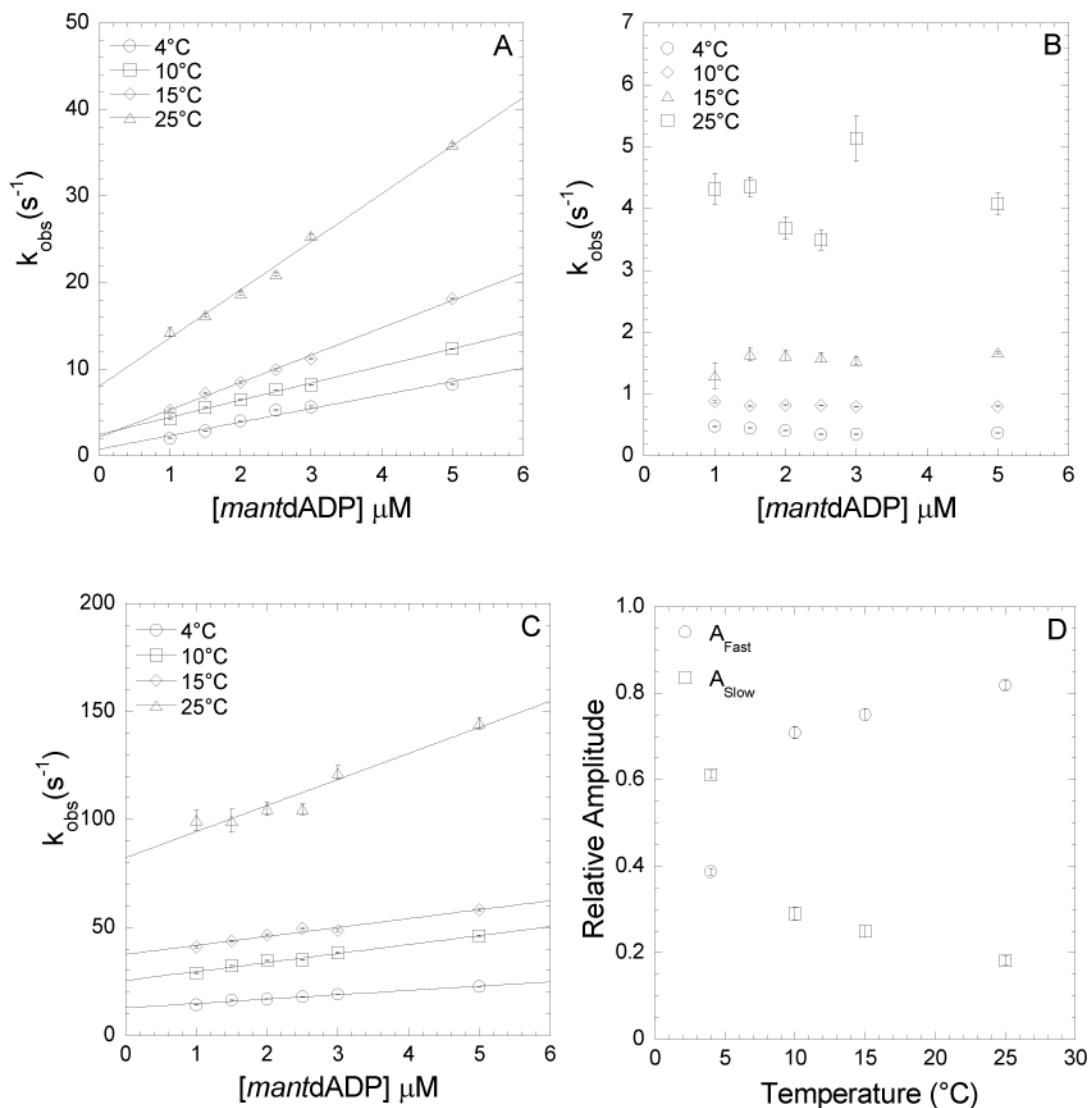 A
4°C
10°C
15°C
25°C
50
40
30
20
10
0
k_obs(s⁻¹)
0 1 2 3 4 5 6
[mantdADP] μM
B
4°C
10°C
15°C
25°C
7
6
5
4
3
2
1
0
k_obs(s⁻¹)
0 1 2 3 4 5 6
[mantdADP] μM
C
4°C
10°C
15°C
25°C
200
150
100
50
0
k_obs(s⁻¹)
0 1 2 3 4 5 6
[mantdADP] μM
D
A_Fast
A_Slow
1.0
0.8
0.6
0.4
0.2
0
Relative Amplitude
0 5 10 15 20 25 30
Temperature (°C)